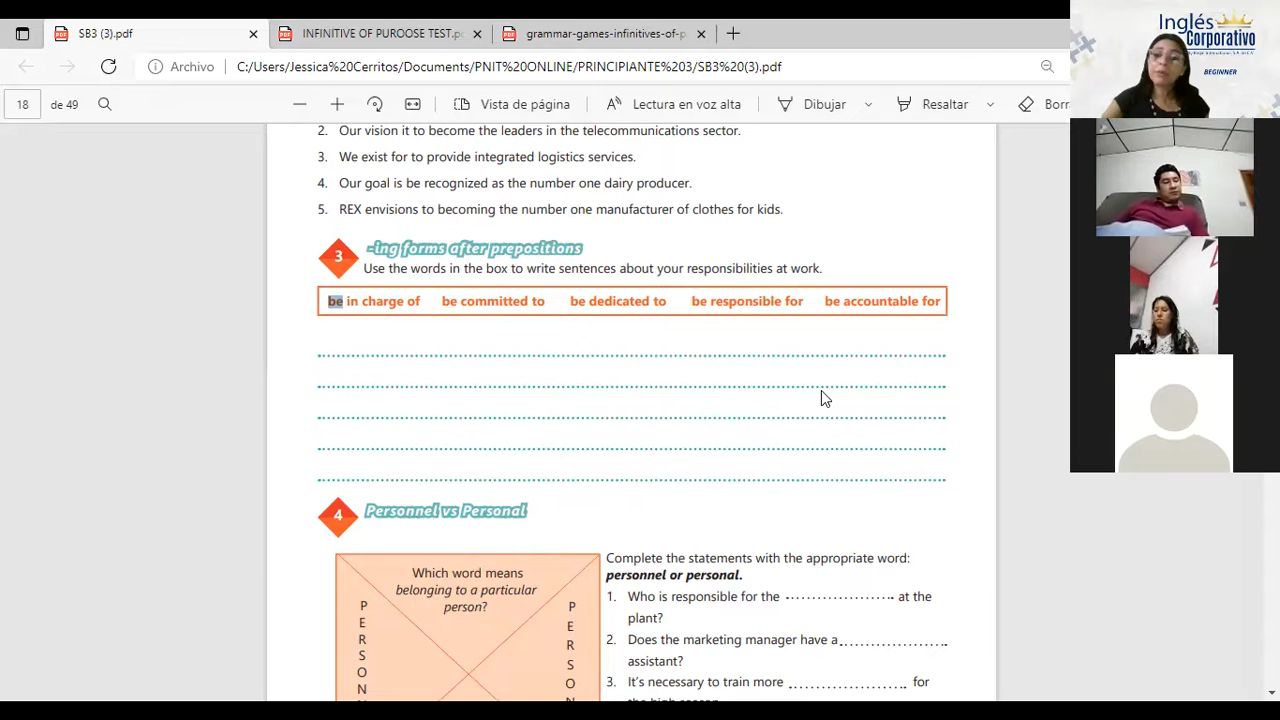 SB3 (3).pdf
INFINITIVE OF PUROOSE TEST.pc
grammar-games-infinitives-of-p
Archivo
C:/Users/Jessica%20Cerritos/Documents/PNIT%20ONLINE/PRINCIPIANTE%203/SB3%20(3).pdf
18 de 49
Vista de página
Lectura en voz alta
Dibujar
Resaltar
Borr
2. Our vision it to become the leaders in the telecommunications sector.
3. We exist for to provide integrated logistics services.
4. Our goal is be recognized as the number one dairy producer.
5. REX envisions to becoming the number one manufacturer of clothes for kids.
3 -ing forms after prepositions
Use the words in the box to write sentences about your responsibilities at work.
be in charge of be committed to be dedicated to be responsible for be accountable for
4 Personnel vs Personal
Which word means
belonging to a particular
person?
P
E
R
S
O
N
P
E
R
S
O
N
Complete the statements with the appropriate word:
personnel or personal.
1. Who is responsible for the ..................... at the
plant?
2. Does the marketing manager have a.....................
assistant?
3. It's necessary to train more ....................... for
Inglés
Corporativo
BEGINNER